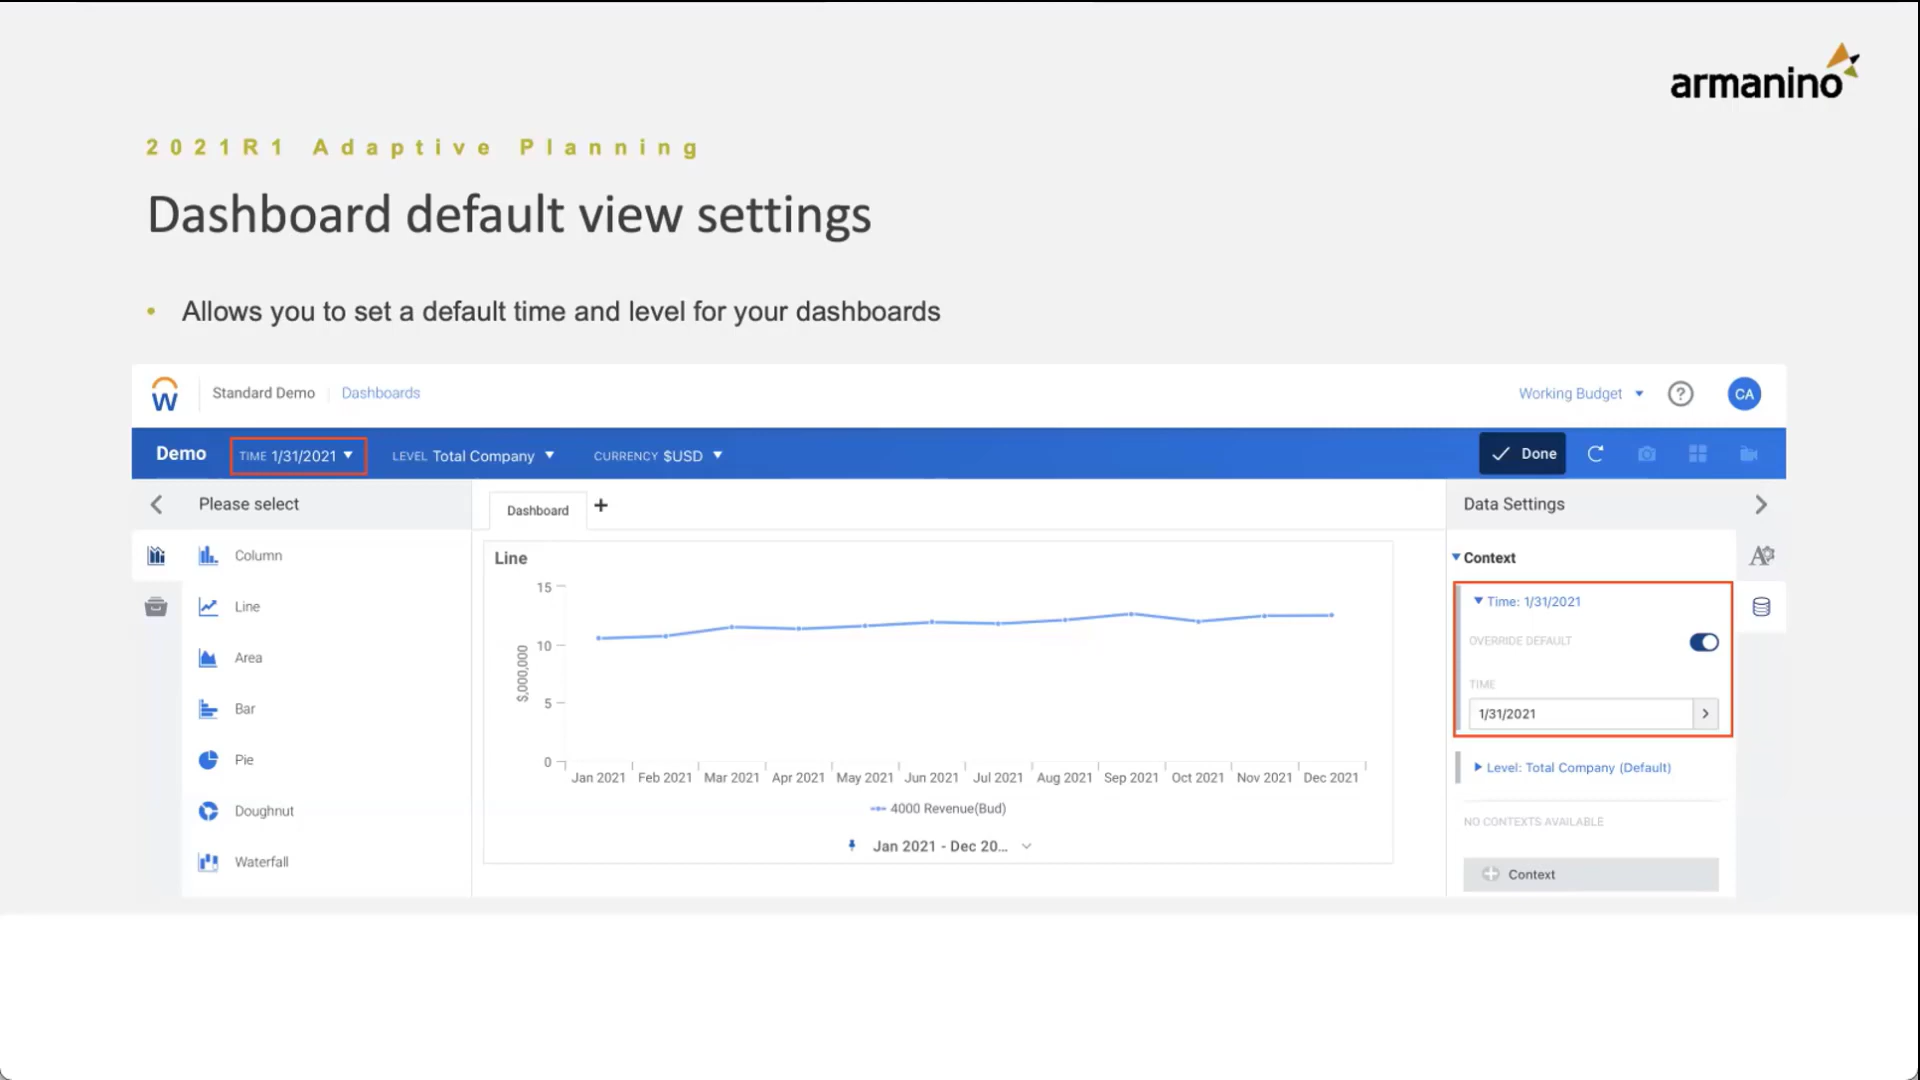 armanino
2021R1 Adaptive Planning
Dashboard default view settings
• Allows you to set a default time and level for your dashboards
W Standard Demo Dashboards Working Budget ? CA
Demo TIME 1/31/2021 LEVEL Total Company CURRENCY $USD Done
Please select
Column
Line
Area
Bar
Pie
Doughnut
Waterfall
Dashboard +
Line
$,000,000
15
10
5
0
Jan 2021 Feb 2021 Mar 2021 Apr 2021 May 2021 Jun 2021 Jul 2021 Aug 2021 Sep 2021 Oct 2021 Nov 2021 Dec 2021
4000 Revenue(Bud)
Jan 2021 - Dec 20...
Data Settings
Context
Time: 1/31/2021
OVERRIDE DEFAULT
TIME
1/31/2021
Level: Total Company (Default)
NO CONTEXTS AVAILABLE
Context